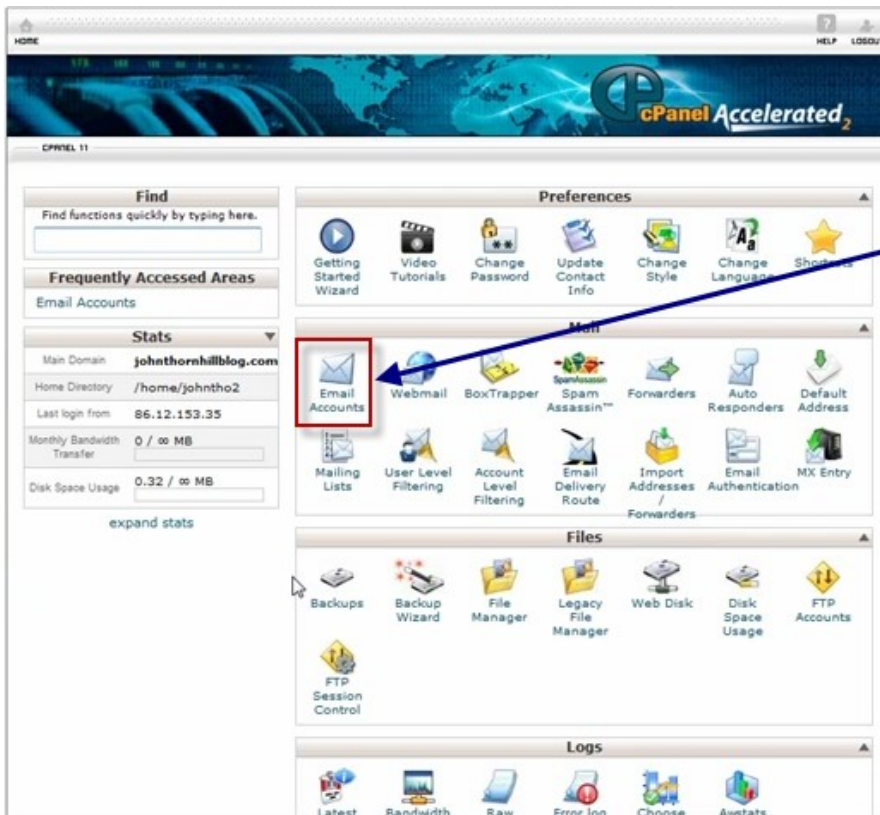 HOME
HELP
LOGOU
cPanel Accelerated2
CPANEL 11
Find
Find functions quickly by typing here.
Frequently Accessed Areas
Email Accounts
Stats
Main Domain johnthornhillblog.com
Home Directory /home/johntho2
Last login from 86.12.153.35
Monthly Bandwidth Transfer 0 / ∞ MB
Disk Space Usage 0.32 / ∞ MB
expand stats
Preferences
Getting Started Wizard
Video Tutorials
Change Password
Update Contact Info
Change Style
Change Language
Shortcuts
Mail
Email Accounts
Webmail
BoxTrapper
SpamAssassin
Spam Assassin™
Forwarders
Auto Responders
Default Address
Mailing Lists
User Level Filtering
Account Level Filtering
Email Delivery Route
Import Addresses / Forwarders
Email Authentication
MX Entry
Files
Backups
Backup Wizard
File Manager
Legacy File Manager
Web Disk
Disk Space Usage
FTP Accounts
FTP Session Control
Logs
Latest
Bandwidth
Raw
Error log
Choose
Awstats